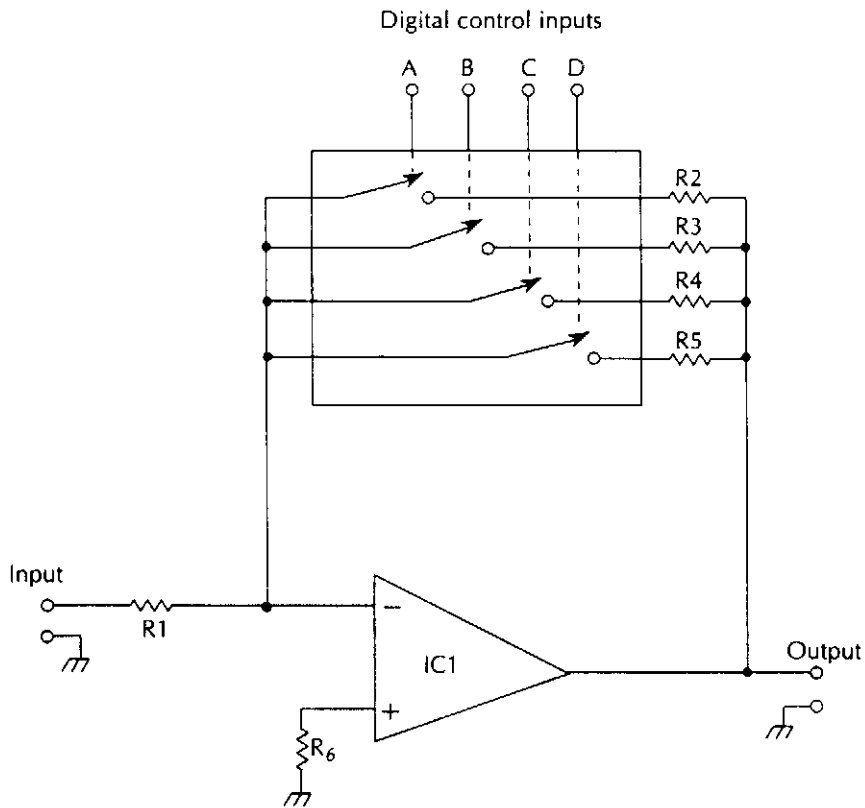 Digital control inputs
A B C D
R2
R3
R4
R5
Input
R1
−
IC1
+
R6
Output